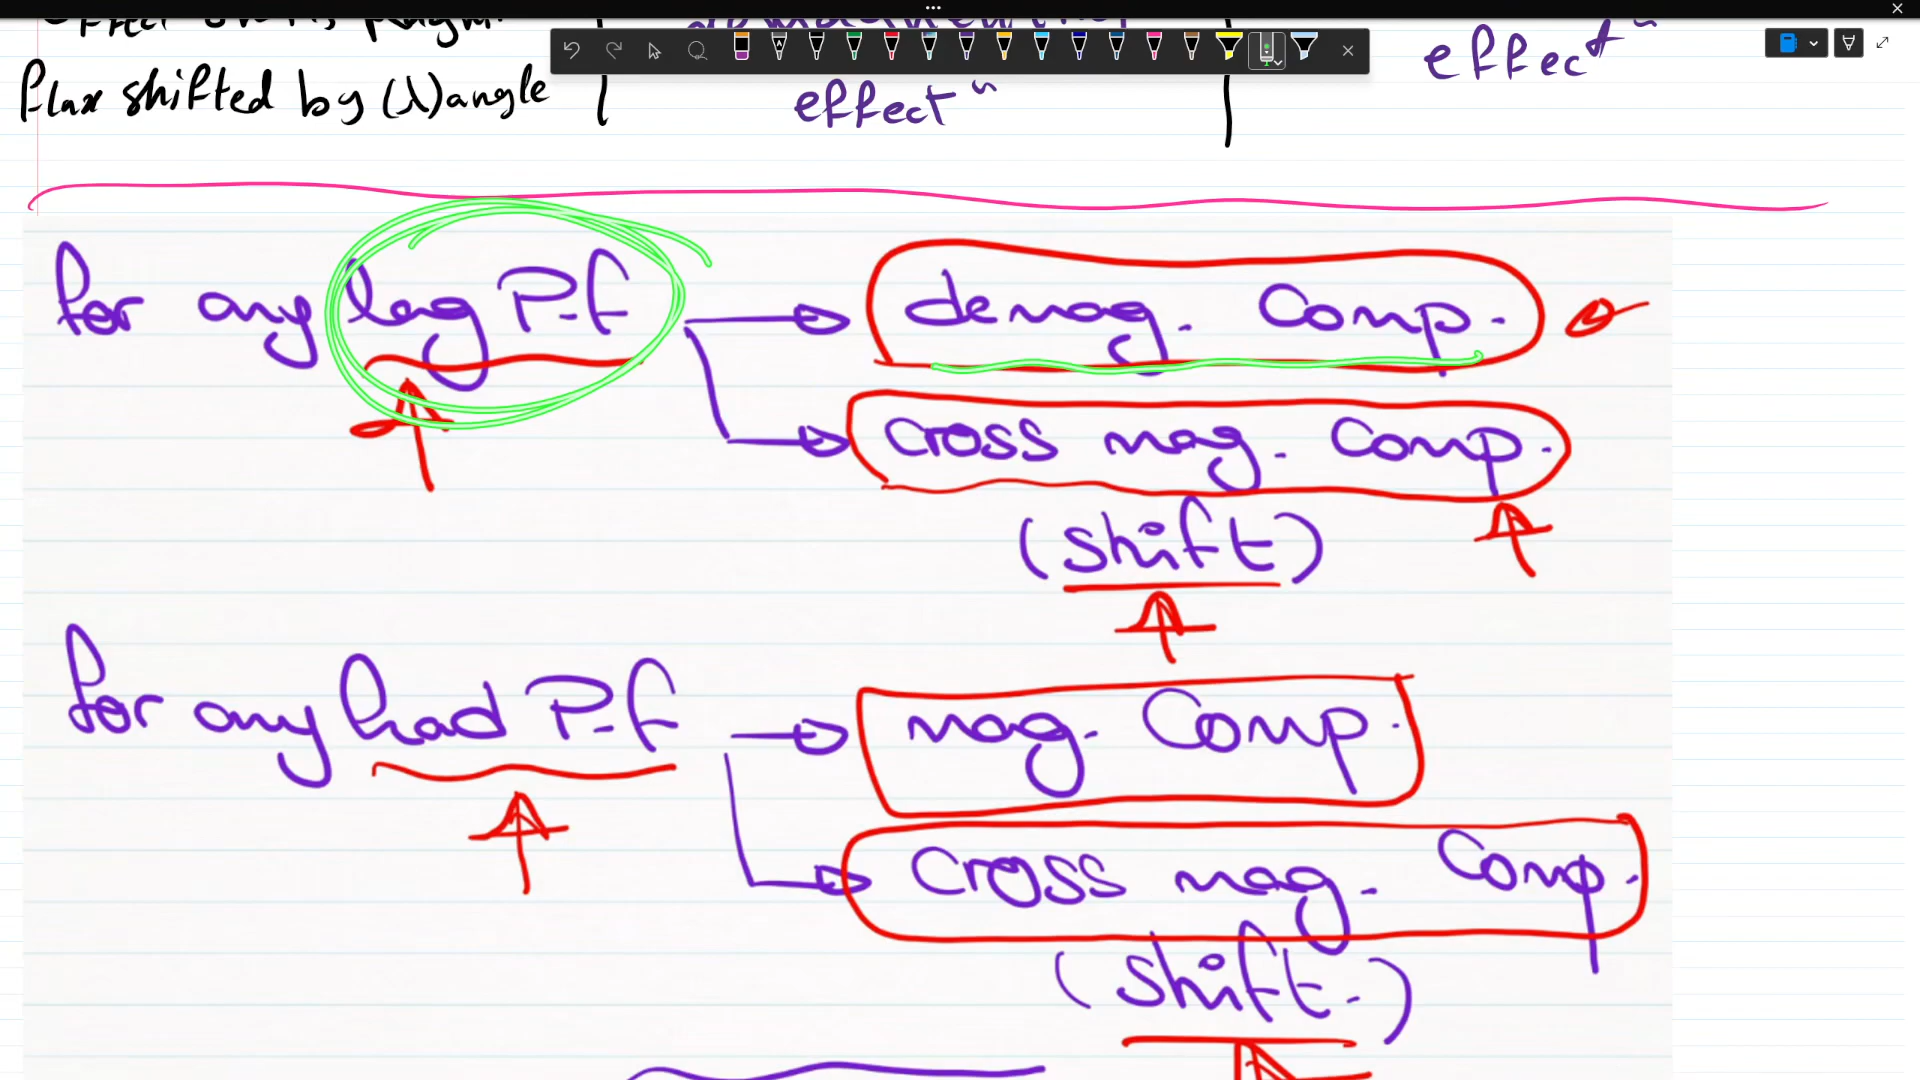 effect
flux shifted by (λ) angle
effect"
effect"
for any lag P.f
demag. Comp.
cross mag. Comp.
(shift)
for any lead P.f
mag. Comp.
Cross mag. Comp.
(shift.)